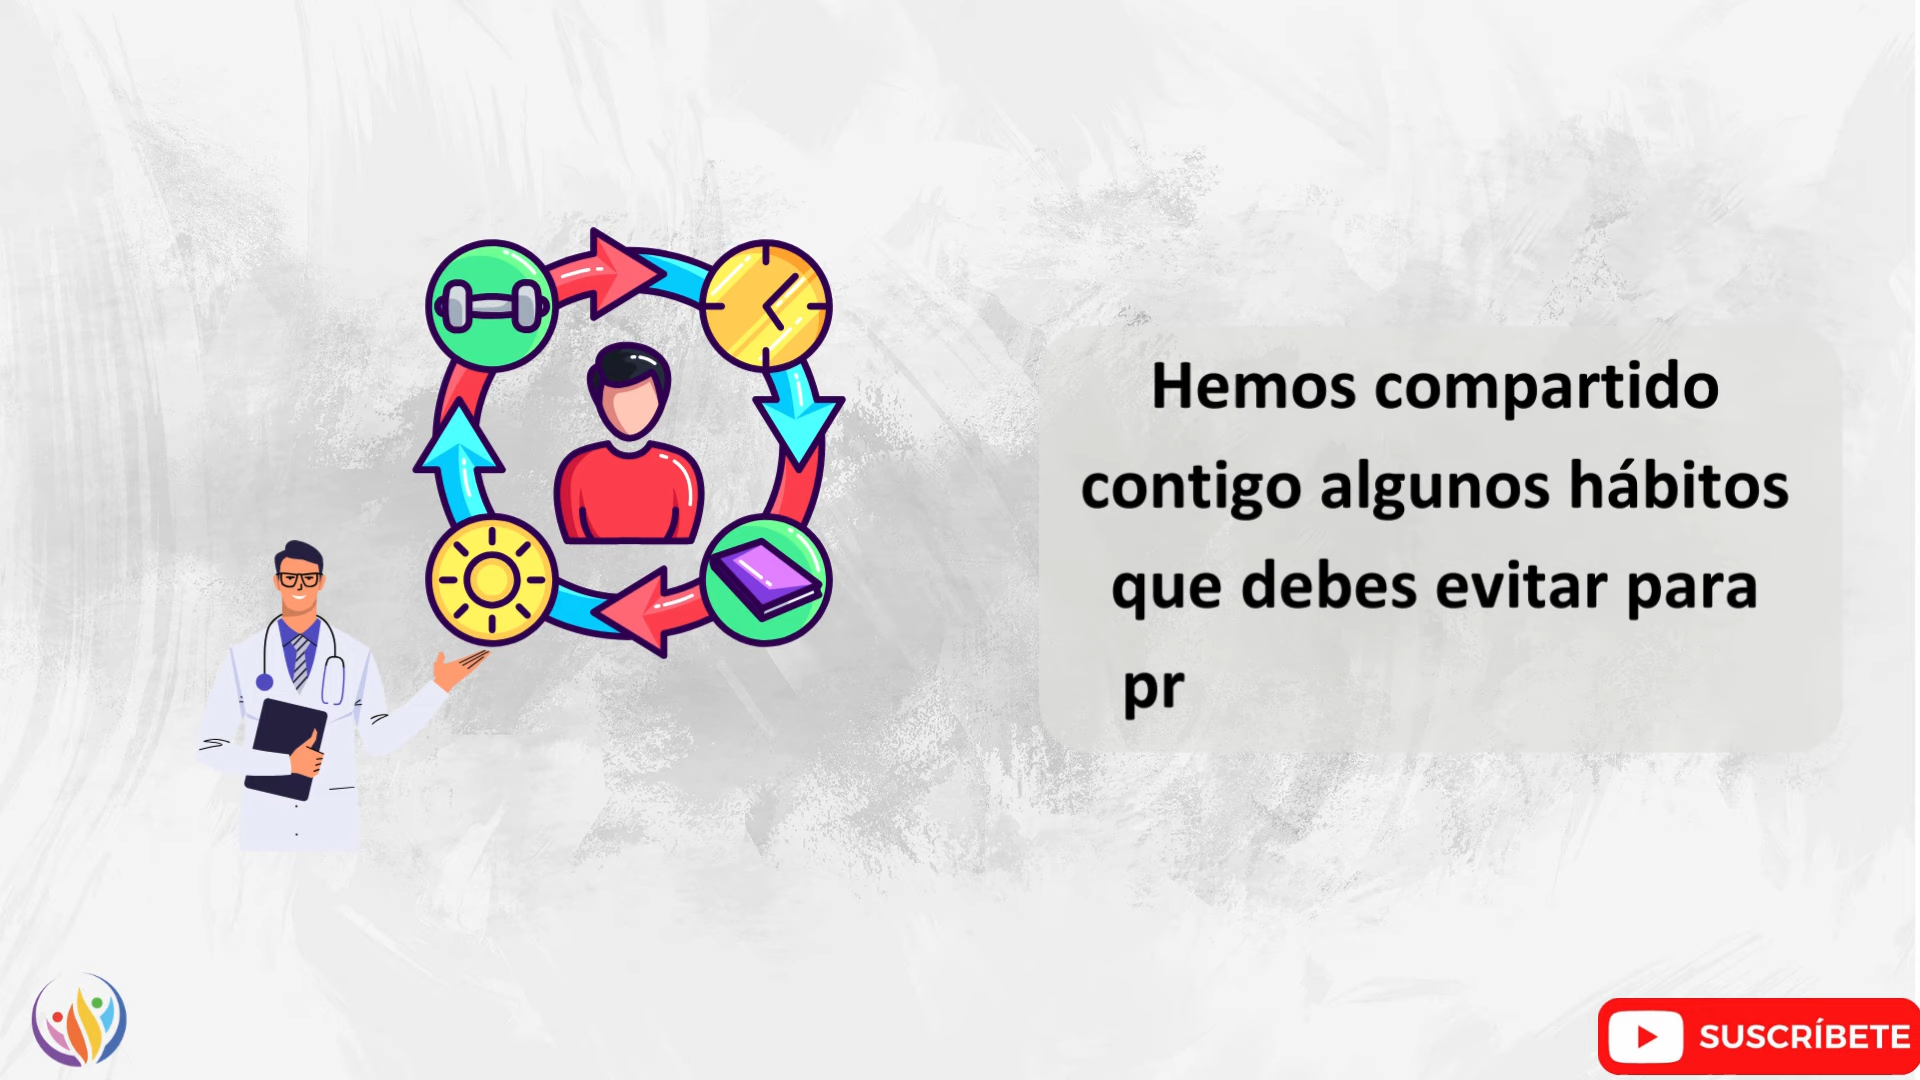 Hemos compartido
contigo algunos hábitos
que debes evitar para
pr
SUSCRÍBETE